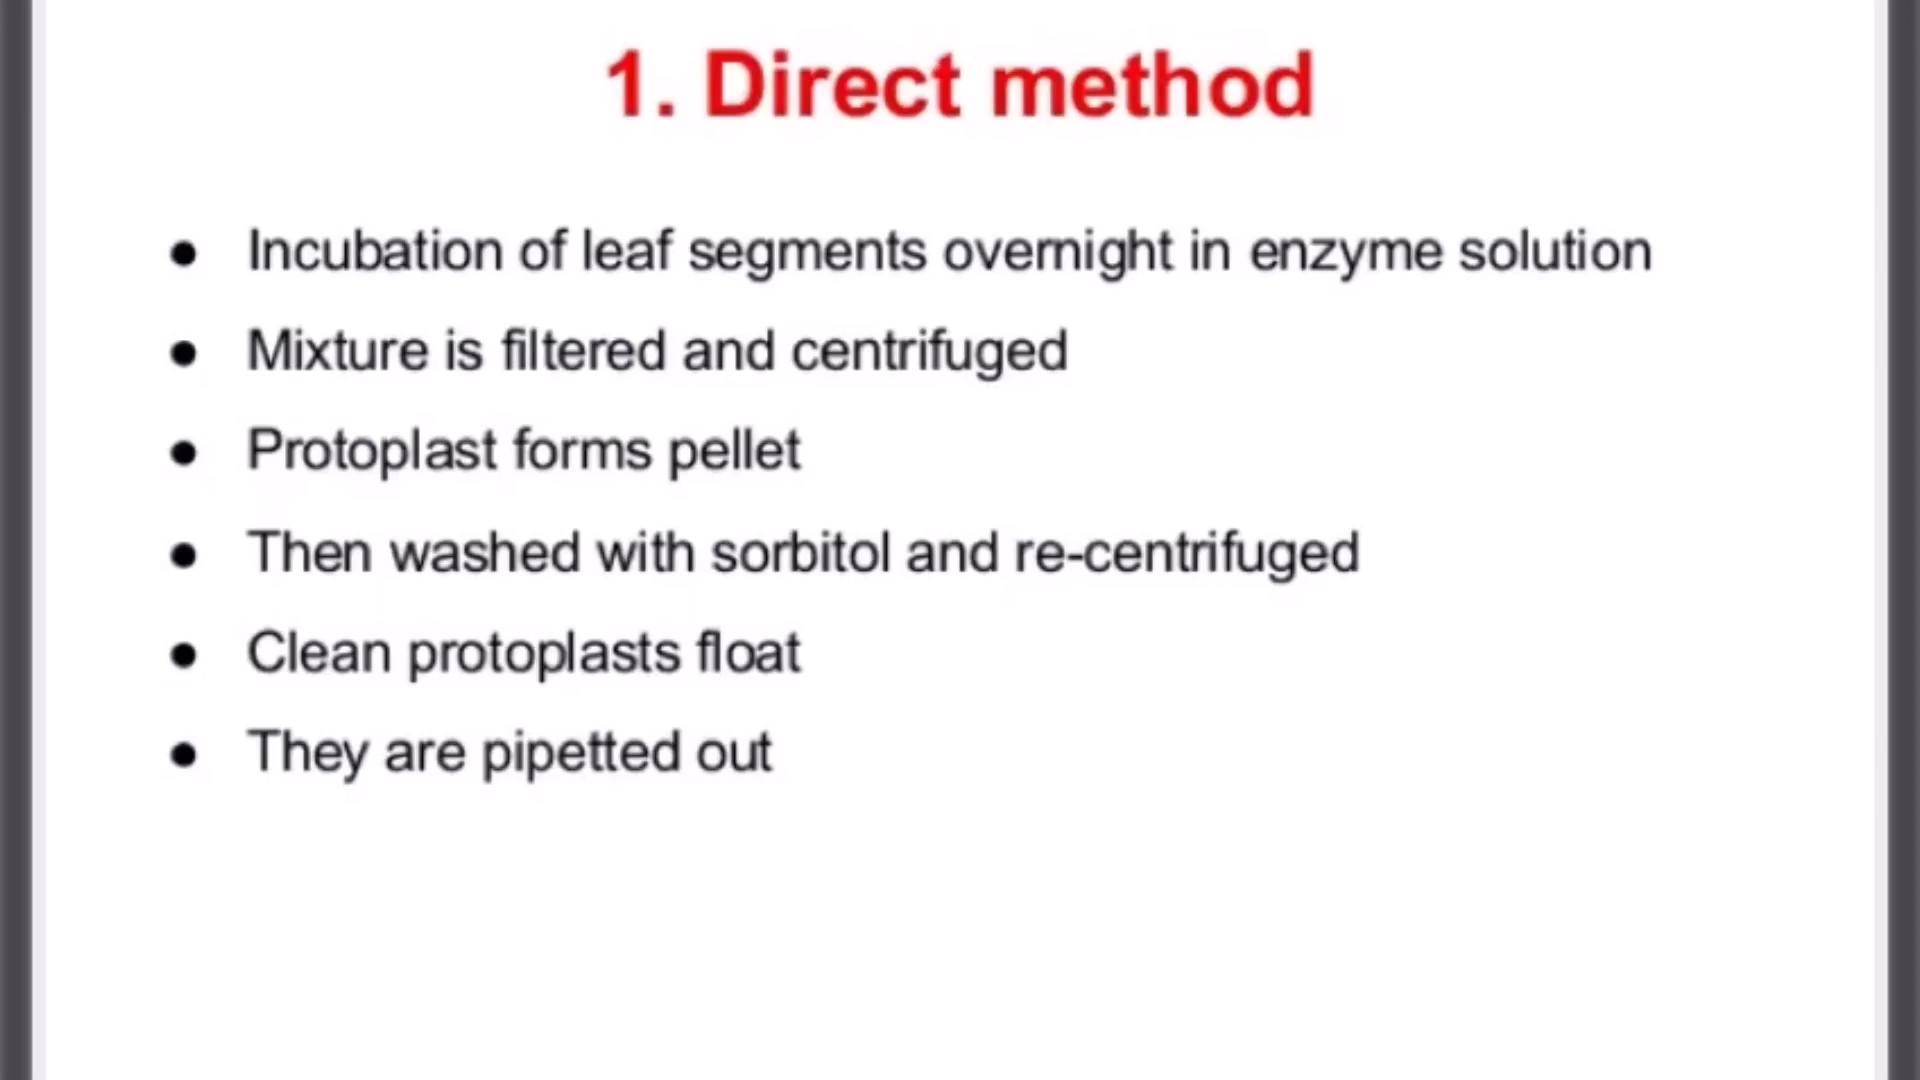 1. Direct method
● Incubation of leaf segments overnight in enzyme solution
● Mixture is filtered and centrifuged
● Protoplast forms pellet
● Then washed with sorbitol and re-centrifuged
● Clean protoplasts float
● They are pipetted out